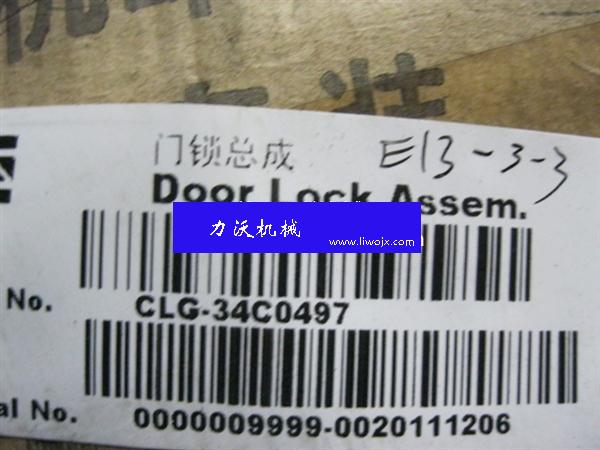 门锁总成 E13-3-3
Door Lock Assem.
力沃机械
www.liwojx.com
No. CLG-34C0497
al No. 0000009999-0020111206